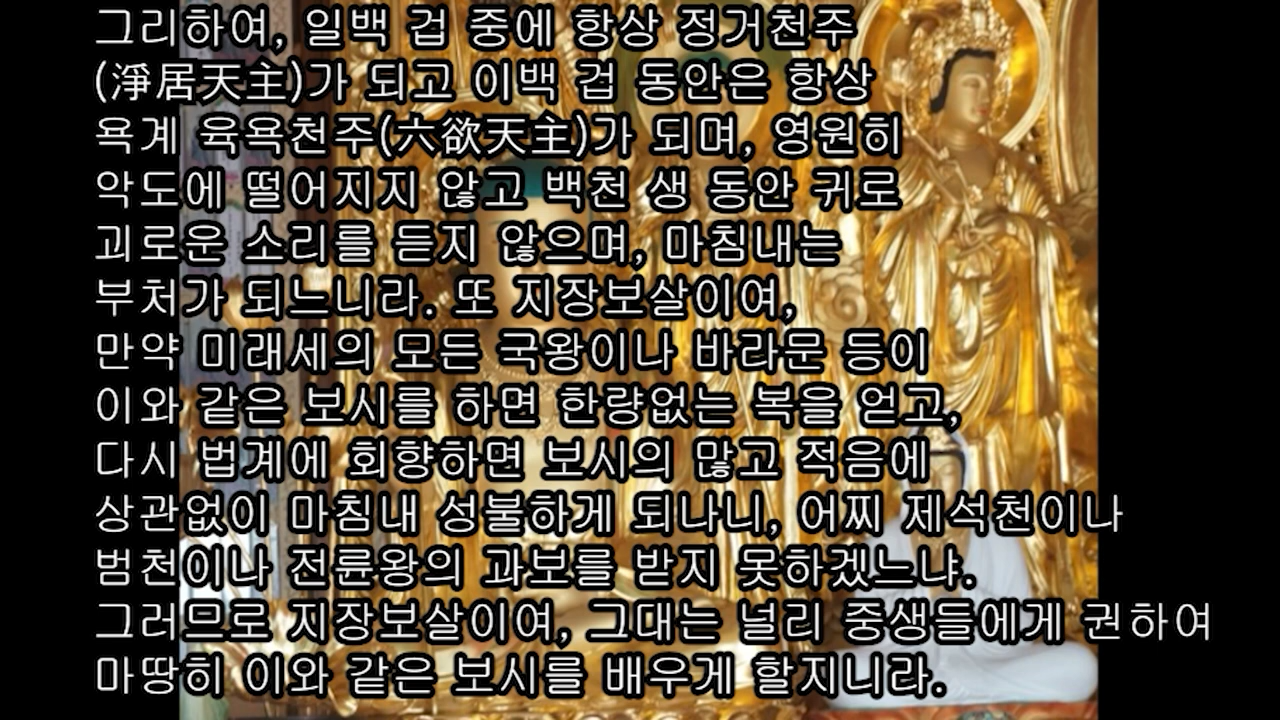 그리하여, 일백 겁 중에 항상 정거천주
(淨居天主)가 되고 이백 겁 동안은 항상
욕계 육욕천주(六欲天主)가 되며, 영원히
악도에 떨어지지 않고 백천 생 동안 귀로
괴로운 소리를 듣지 않으며, 마침내는
부처가 되느니라. 또 지장보살이여,
만약 미래세의 모든 국왕이나 바라문 등이
이와 같은 보시를 하면 한량없는 복을 얻고,
다시 법계에 회향하면 보시의 많고 적음에
상관없이 마침내 성불하게 되나니, 어찌 제석천이나
범천이나 전륜왕의 과보를 받지 못하겠느냐.
그러므로 지장보살이여, 그대는 널리 중생들에게 권하여
마땅히 이와 같은 보시를 배우게 할지니라.